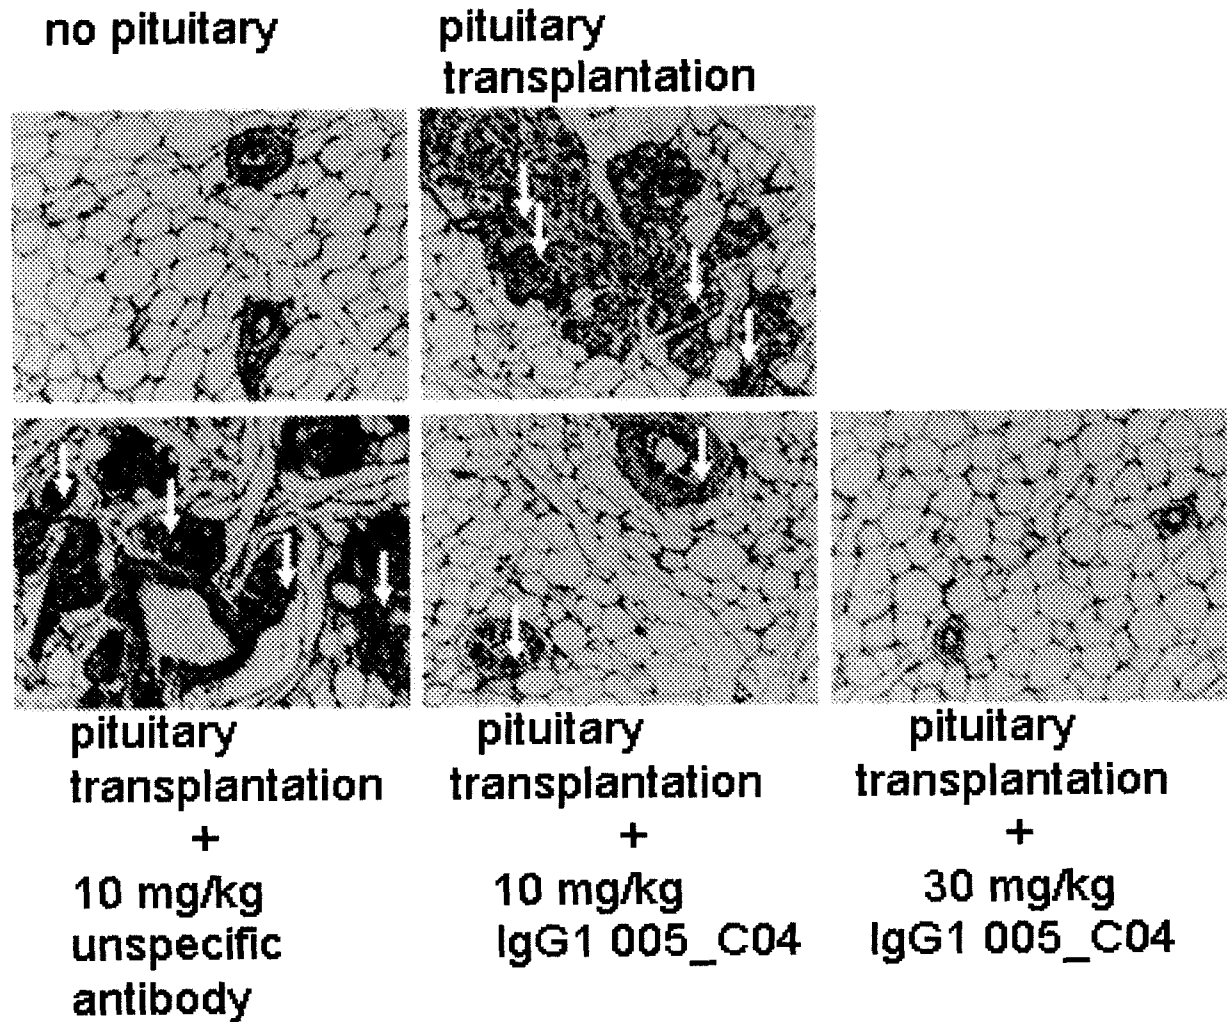 no pituitary
pituitary
transplantation
pituitary
transplantation
+
10 mg/kg
unspecific
antibody
pituitary
transplantation
+
10 mg/kg
IgG1 005_C04
pituitary
transplantation
+
30 mg/kg
IgG1 005_C04